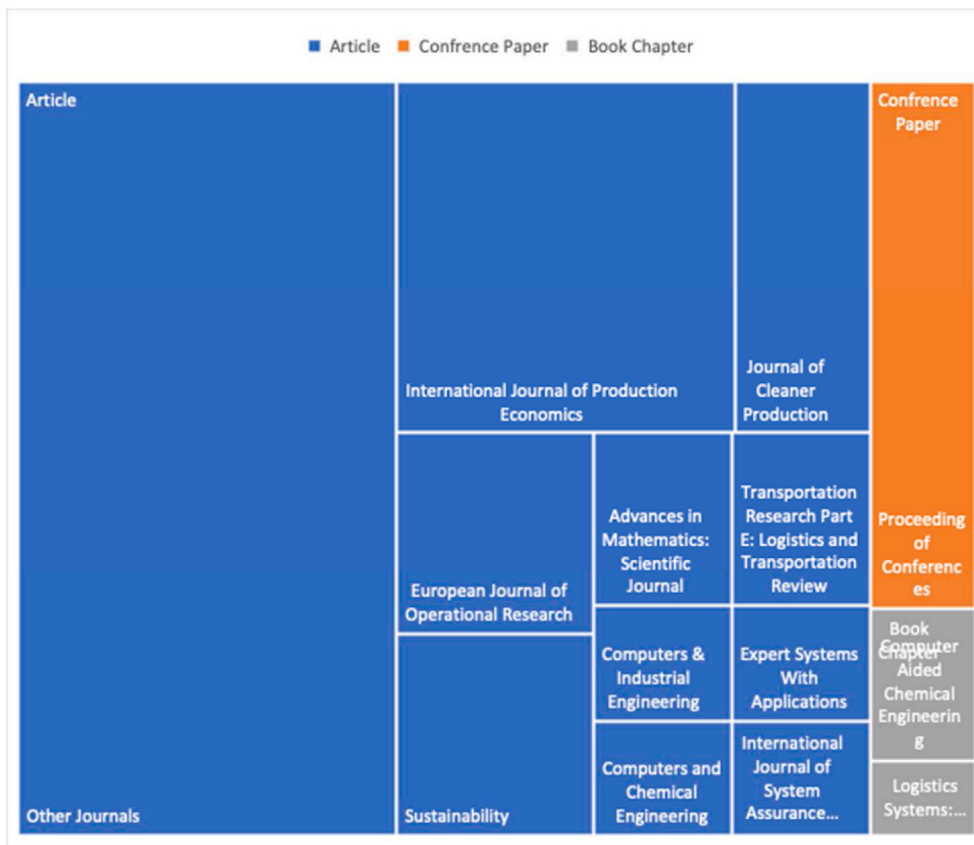 Article Confrence Paper Book Chapter
Article
Other Journals
International Journal of Production
Economics
Journal of
Cleaner
Production
European Journal of
Operational Research
Sustainability
Advances in
Mathematics:
Scientific
Journal
Transportation
Research Part
E: Logistics and
Transportation
Review
Computers &
Industrial
Engineering
Expert Systems
With
Applications
Computers and
Chemical
Engineering
International
Journal of
System
Assurance...
Confrence
Paper
Proceeding
of
Conferenc
es
Book
Chapter
Computer
Aided
Chemical
Engineerin
g
Logistics
Systems:...